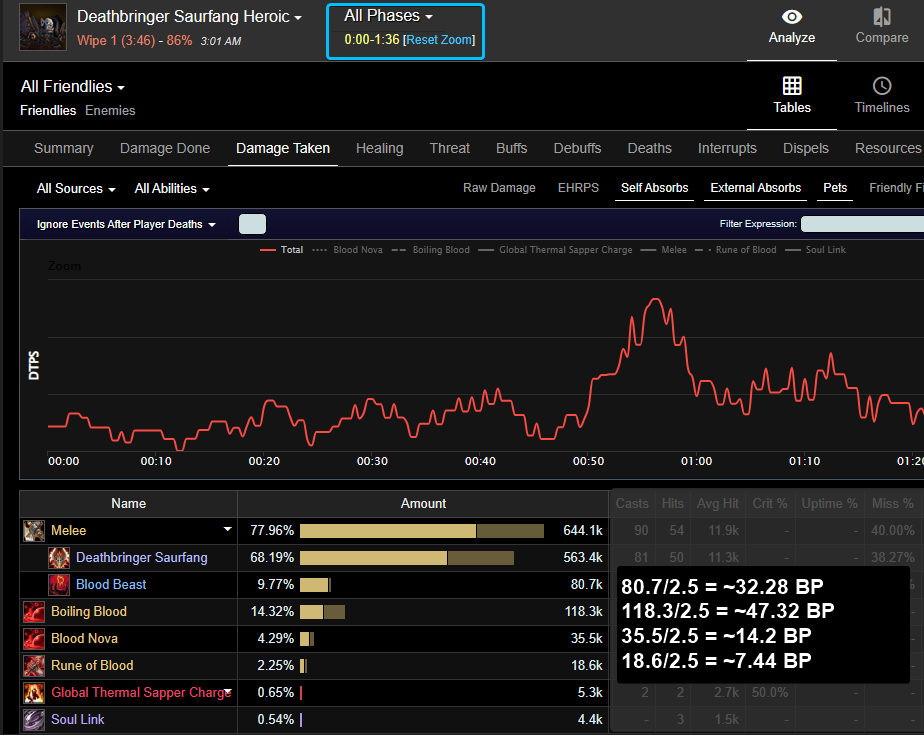 Deathbringer Saurfang Heroic
Wipe 1 (3:46) - 86% 3:01 AM
All Phases
0:00-1:36 [Reset Zoom]
Analyze
Compare
All Friendlies
Friendlies Enemies
Tables
Timelines
Summary Damage Done Damage Taken Healing Threat Buffs Debuffs Deaths Interrupts Dispels Resources
All Sources All Abilities Raw Damage EHRPS Self Absorbs External Absorbs Pets Friendly Fi
Ignore Events After Player Deaths Filter Expression:
Total Blood Nova Boiling Blood Global Thermal Sapper Charge Melee Rune of Blood Soul Link
Zoom
DTPS
00:00 00:10 00:20 00:30 00:40 00:50 01:00 01:10 01:20
Name Amount Casts Hits Avg Hit Crit % Uptime % Miss %
Melee 77.96% 644.1k 90 54 11.9k - - 40.00%
Deathbringer Saurfang 68.19% 563.4k 81 50 11.3k - - 38.27%
Blood Beast 9.77% 80.7k
Boiling Blood 14.32% 118.3k
Blood Nova 4.29% 35.5k
Rune of Blood 2.25% 18.6k
Global Thermal Sapper Charge 0.65% 5.3k 2 2 2.7k 50.0% - -
Soul Link 0.54% 4.4k - 3 1.5k - - -
80.7/2.5 = ~32.28 BP
118.3/2.5 = ~47.32 BP
35.5/2.5 = ~14.2 BP
18.6/2.5 = ~7.44 BP